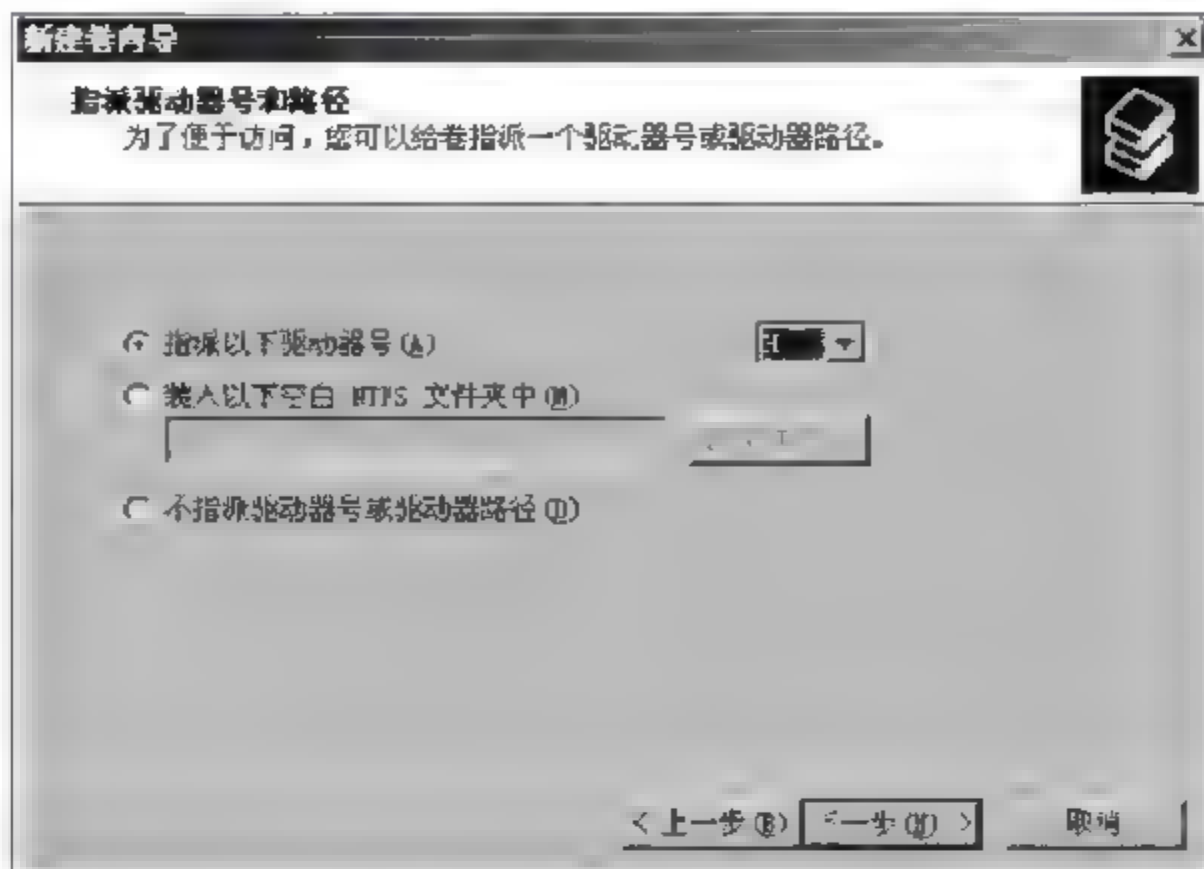 新建卷向导
指派驱动器号和路径
为了便于访问，您可以给卷指派一个驱动器号或驱动器路径。
指派以下驱动器号(A)
装入以下空白 NTFS 文件夹中(M)
不指派驱动器号或驱动器路径(D)
< 上一步(B)
下一步(N) >
取消